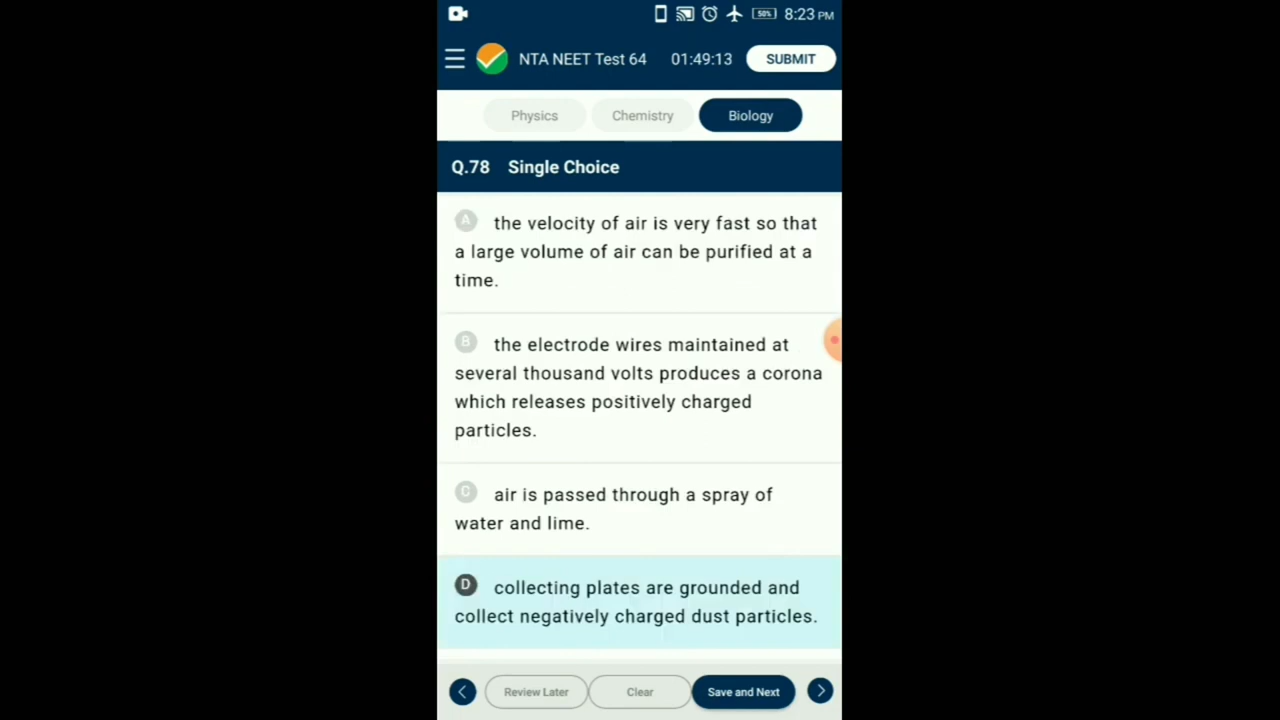 50% 8:23 PM
NTA NEET Test 64 01:49:13 SUBMIT
Physics Chemistry Biology
Q.78 Single Choice
A the velocity of air is very fast so that
a large volume of air can be purified at a
time.
B the electrode wires maintained at
several thousand volts produces a corona
which releases positively charged
particles.
C air is passed through a spray of
water and lime.
D collecting plates are grounded and
collect negatively charged dust particles.
Review Later Clear Save and Next